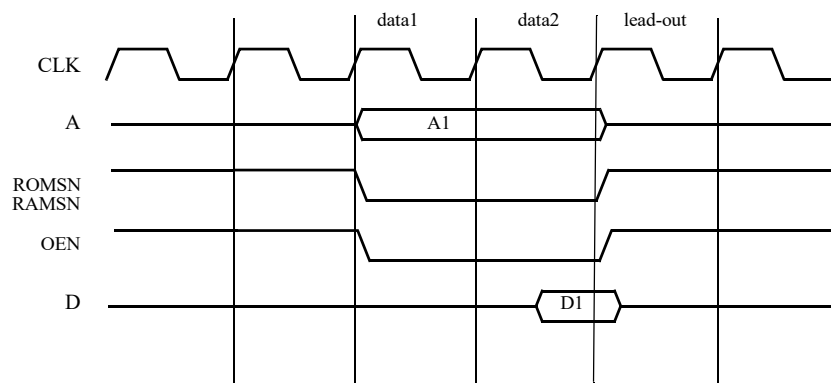 data1 data2 lead-out
CLK
A A1
ROMSN
RAMSN
OEN
D D1